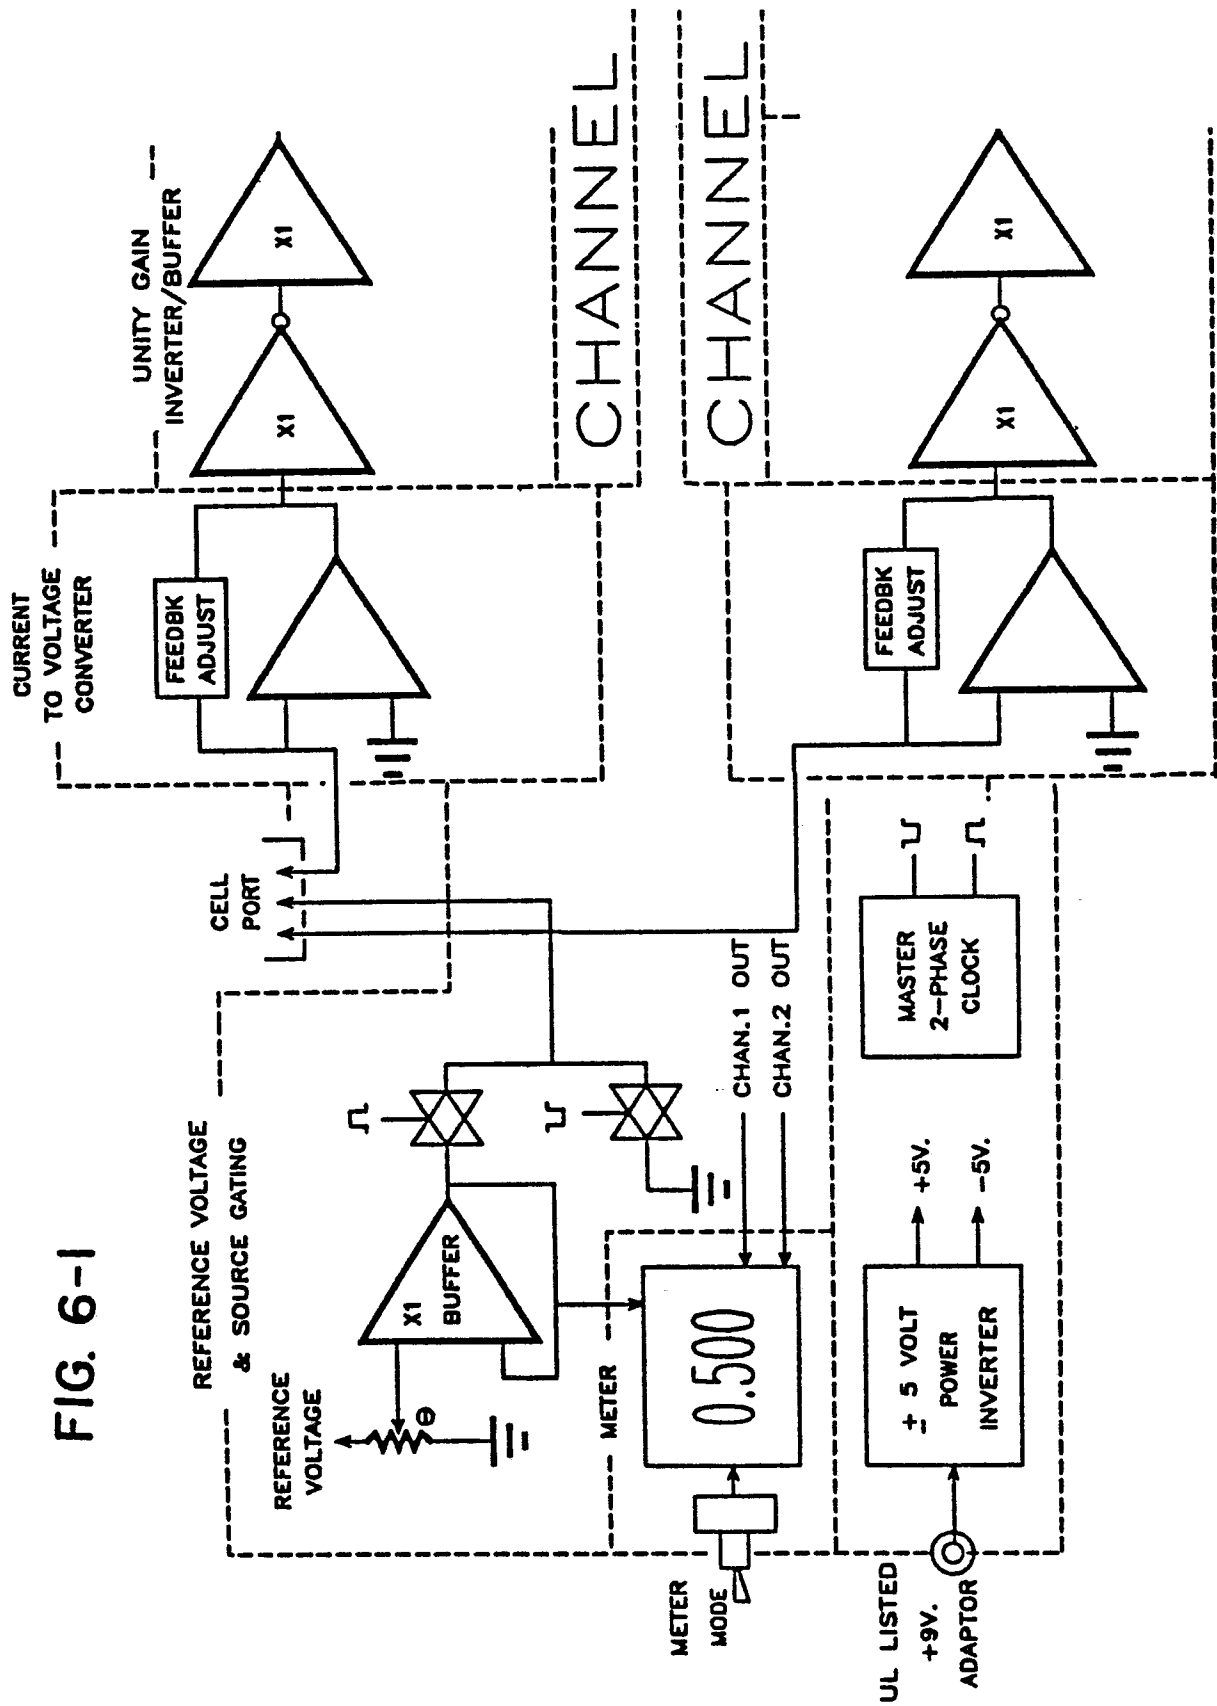 FIG. 6-1
REFERENCE VOLTAGE
& SOURCE GATING
REFERENCE
VOLTAGE
X1
BUFFER
CELL
PORT
CURRENT
TO VOLTAGE
CONVERTER
FEEDBK
ADJUST
UNITY GAIN
INVERTER/BUFFER
X1
X1
CHANNEL
METER
0.500
METER
MODE
CHAN.1 OUT
CHAN.2 OUT
CHANNEL
FEEDBK
ADJUST
X1
X1
UL LISTED
+9V.
ADAPTOR
± 5 VOLT
POWER
INVERTER
+5V.
-5V.
MASTER
2-PHASE
CLOCK